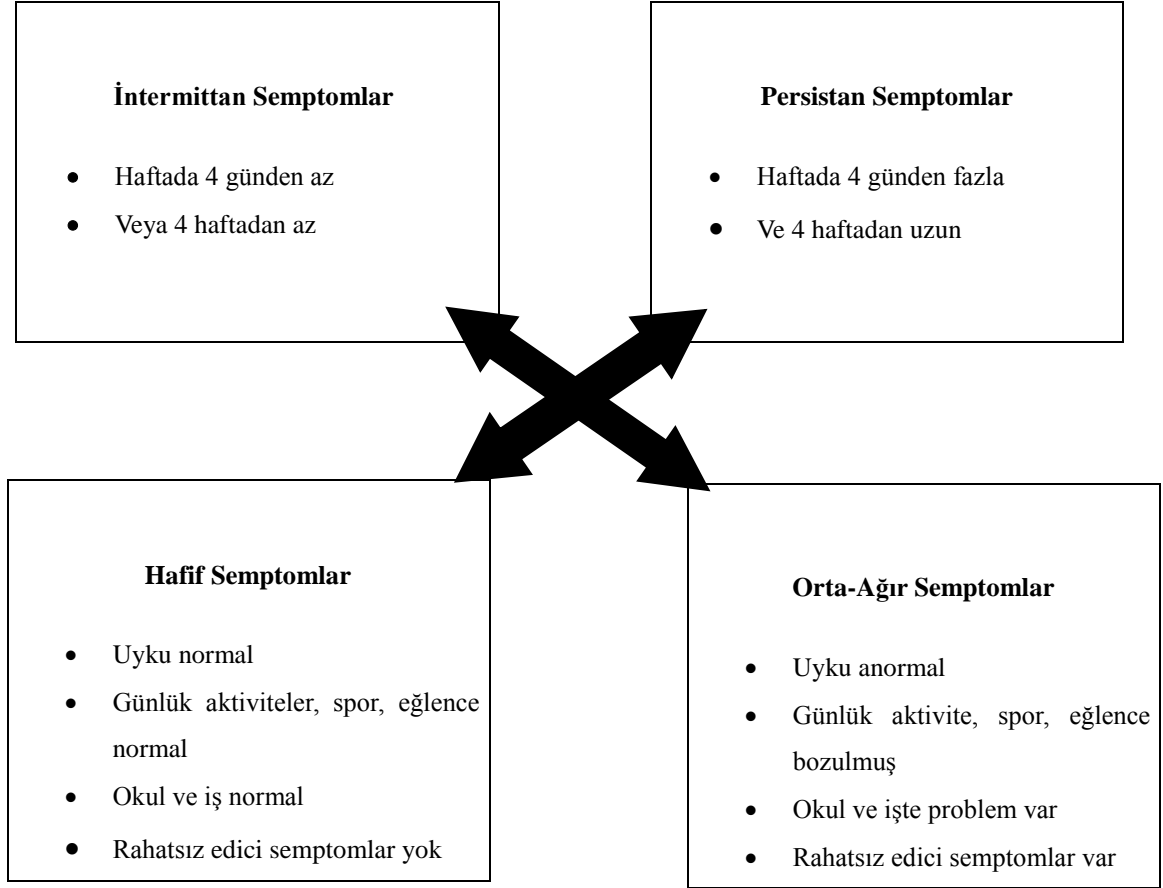 İntermittan Semptomlar
• Haftada 4 günden az
• Veya 4 haftadan az
Persistan Semptomlar
• Haftada 4 günden fazla
• Ve 4 haftadan uzun
Hafif Semptomlar
• Uyku normal
• Günlük aktiviteler, spor, eğlence
normal
• Okul ve iş normal
• Rahatsız edici semptomlar yok
Orta-Ağır Semptomlar
• Uyku anormal
• Günlük aktivite, spor, eğlence
bozulmuş
• Okul ve işte problem var
• Rahatsız edici semptomlar var